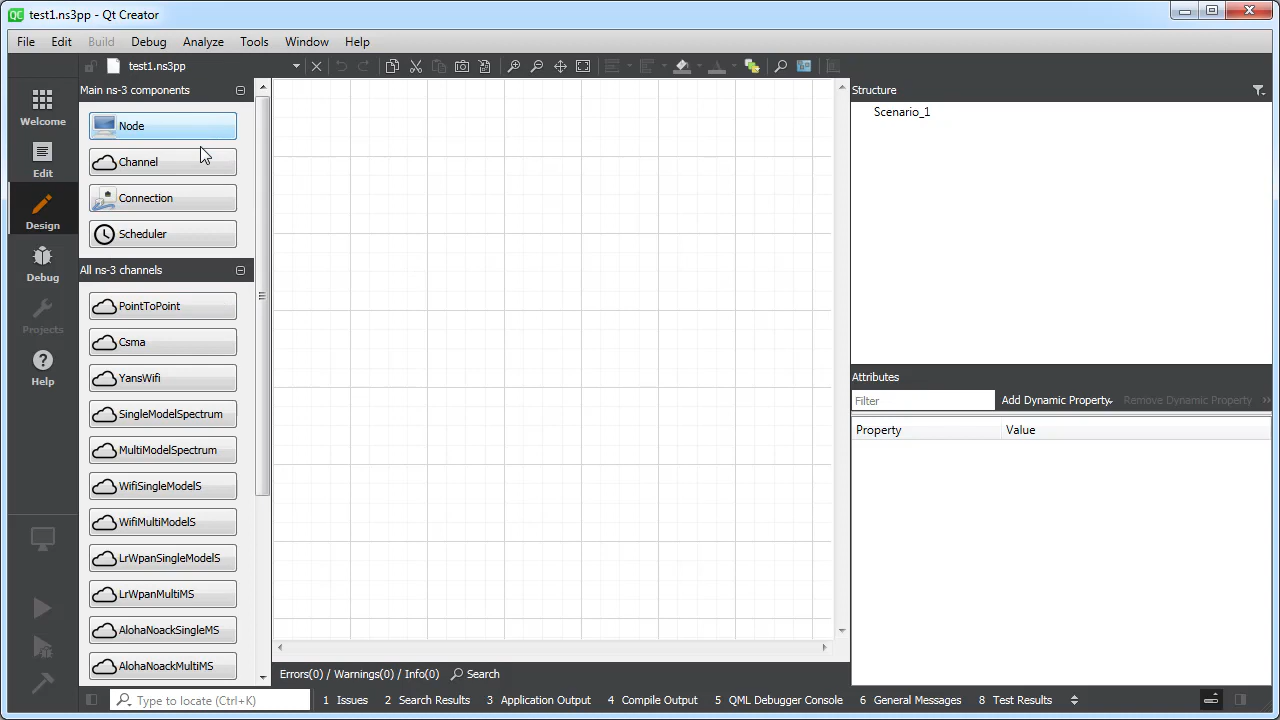 test1.ns3pp - Qt Creator
File Edit Build Debug Analyze Tools Window Help
test1.ns3pp
Main ns-3 components
Structure
Welcome
Edit
Design
Debug
Projects
Help
Node
Channel
Connection
Scheduler
All ns-3 channels
PointToPoint
Csma
YansWifi
SingleModelSpectrum
MultiModelSpectrum
WifiSingleModelS
WifiMultiModelS
LrWpanSingleModelS
LrWpanMultiMS
AlohaNoackSingleMS
AlohaNoackMultiMS
Scenario_1
Attributes
Filter Add Dynamic Property Remove Dynamic Property »
Property Value
Errors(0) / Warnings(0) / Info(0) Search
Type to locate (Ctrl+K) 1 Issues 2 Search Results 3 Application Output 4 Compile Output 5 QML Debugger Console 6 General Messages 8 Test Results